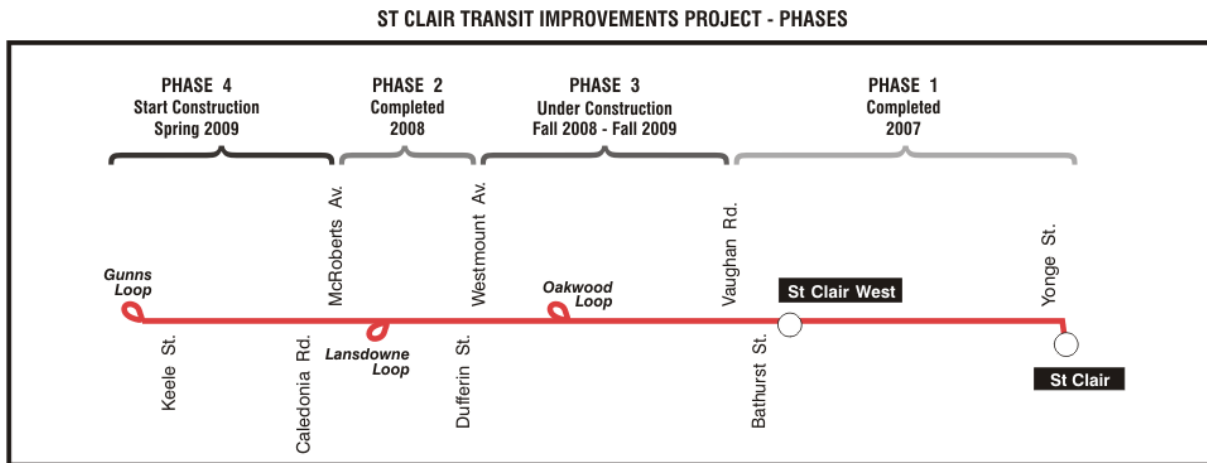 ST CLAIR TRANSIT IMPROVEMENTS PROJECT - PHASES
PHASE 4
Start Construction
Spring 2009
PHASE 2
Completed
2008
PHASE 3
Under Construction
Fall 2008 - Fall 2009
PHASE 1
Completed
2007
McRoberts Av.
Westmount Av.
Vaughan Rd.
Yonge St.
Gunns
Loop
Oakwood
Loop
St Clair West
Lansdowne
Loop
St Clair
Keele St.
Caledonia Rd.
Dufferin St.
Bathurst St.